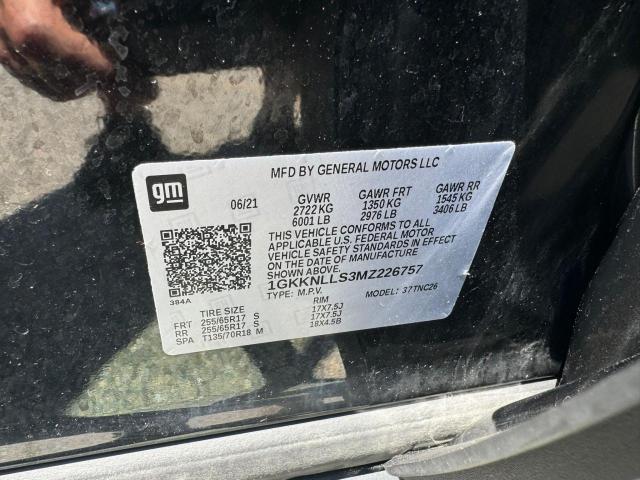 MFD BY GENERAL MOTORS LLC
gm
06/21 GVWR GAWR FRT GAWR RR
2722 KG 1350 KG 1545 KG
6001 LB 2976 LB 3406 LB
THIS VEHICLE CONFORMS TO ALL
APPLICABLE U.S. FEDERAL MOTOR
VEHICLE SAFETY STANDARDS IN EFFECT
ON THE DATE OF MANUFACTURE
SHOWN ABOVE.
1GKKNLLS3MZ226757
TYPE: M.P.V. MODEL: 37TNC26
384A
TIRE SIZE RIM
FRT 255/65R17 S 17X7.5J
RR 255/65R17 S 17X7.5J
SPA T135/70R18 M 18X4.5B